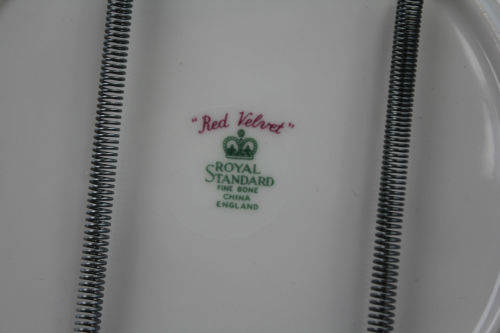 "Red Velvet"
ROYAL
STANDARD
FINE BONE
CHINA
ENGLAND